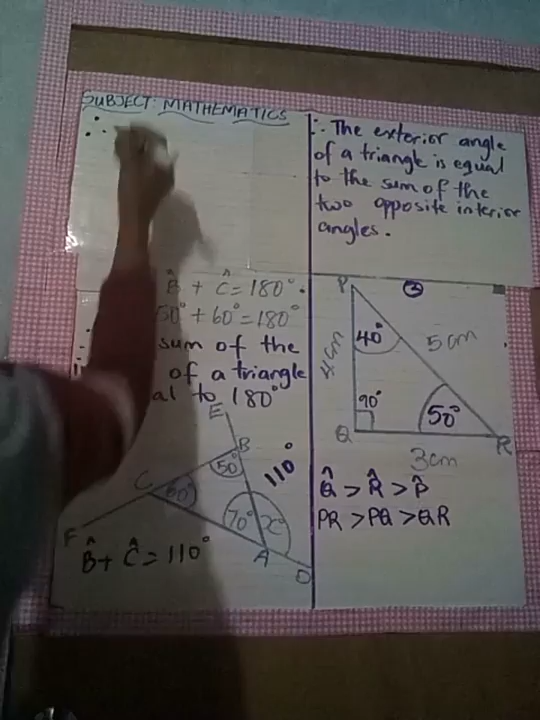 SUBJECT: MATHEMATICS
B̂ + Ĉ = 180°.
50° + 60° = 180°
sum of the
of a triangle
al to 180°
E
B
50°
110°
C
60°
70°
x°
F
A
D
B̂ + Ĉ = 110°
∴ The exterior angle
of a triangle is equal
to the sum of the
two opposite interior
angles.
②
P
40°
4cm
5cm
90°
50°
Q
R
3cm
Q̂ > R̂ > P̂
PR > PQ > QR